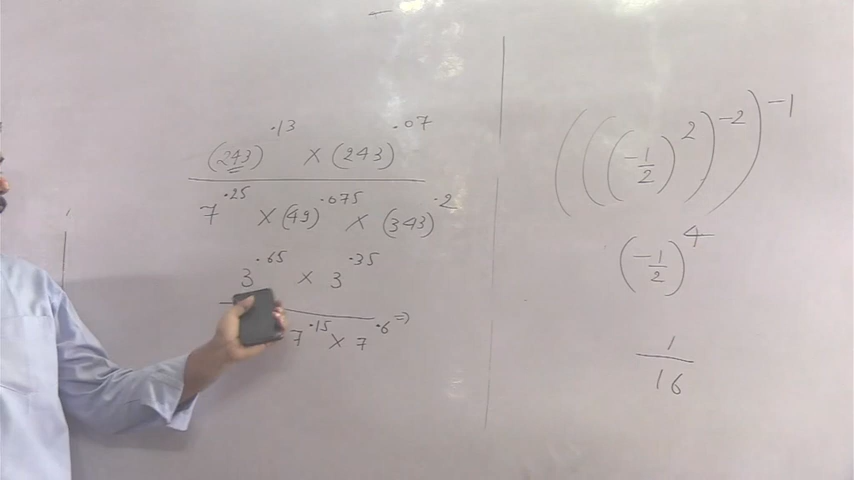 (243)^.13 × (243)^.07
7^.25 × (49)^.075 × (343)^.2
3^.65 × 3^.35
7^.15 × 7^.6 =>
(((-1/2)^2)^-2)^-1
(-1/2)^4
1/16